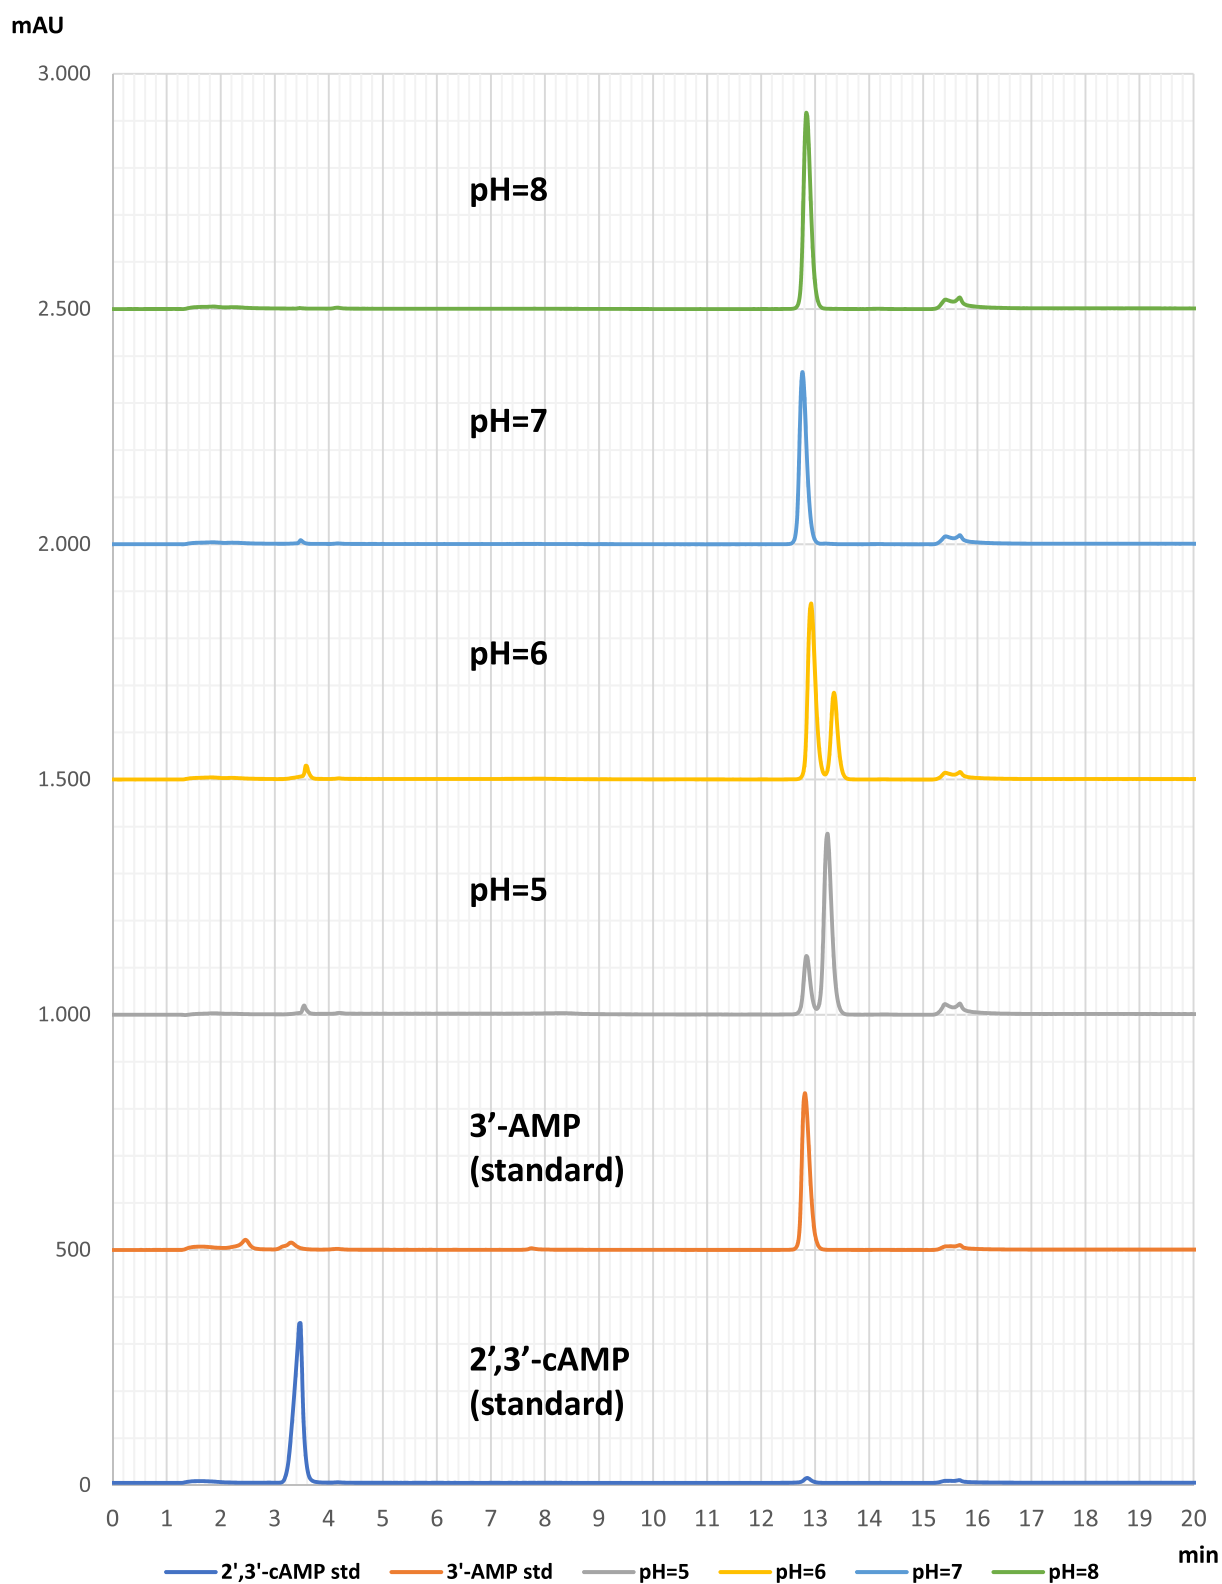 mAU
3.000
pH=8
2.500
pH=7
2.000
pH=6
1.500
pH=5
1.000
3’-AMP
(standard)
500
2’,3’-cAMP
(standard)
0
0 1 2 3 4 5 6 7 8 9 10 11 12 13 14 15 16 17 18 19 20
min
2',3'-cAMP std 3'-AMP std pH=5 pH=6 pH=7 pH=8